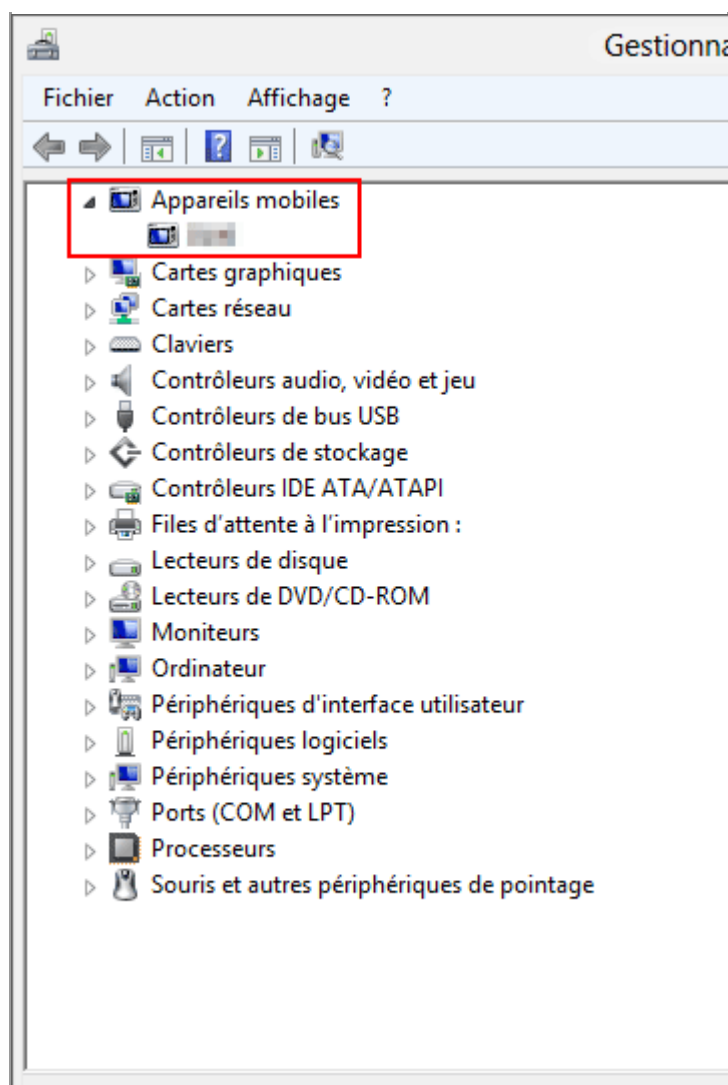 Gestionna
Fichier Action Affichage ?
Appareils mobiles
Cartes graphiques
Cartes réseau
Claviers
Contrôleurs audio, vidéo et jeu
Contrôleurs de bus USB
Contrôleurs de stockage
Contrôleurs IDE ATA/ATAPI
Files d'attente à l'impression :
Lecteurs de disque
Lecteurs de DVD/CD-ROM
Moniteurs
Ordinateur
Périphériques d'interface utilisateur
Périphériques logiciels
Périphériques système
Ports (COM et LPT)
Processeurs
Souris et autres périphériques de pointage